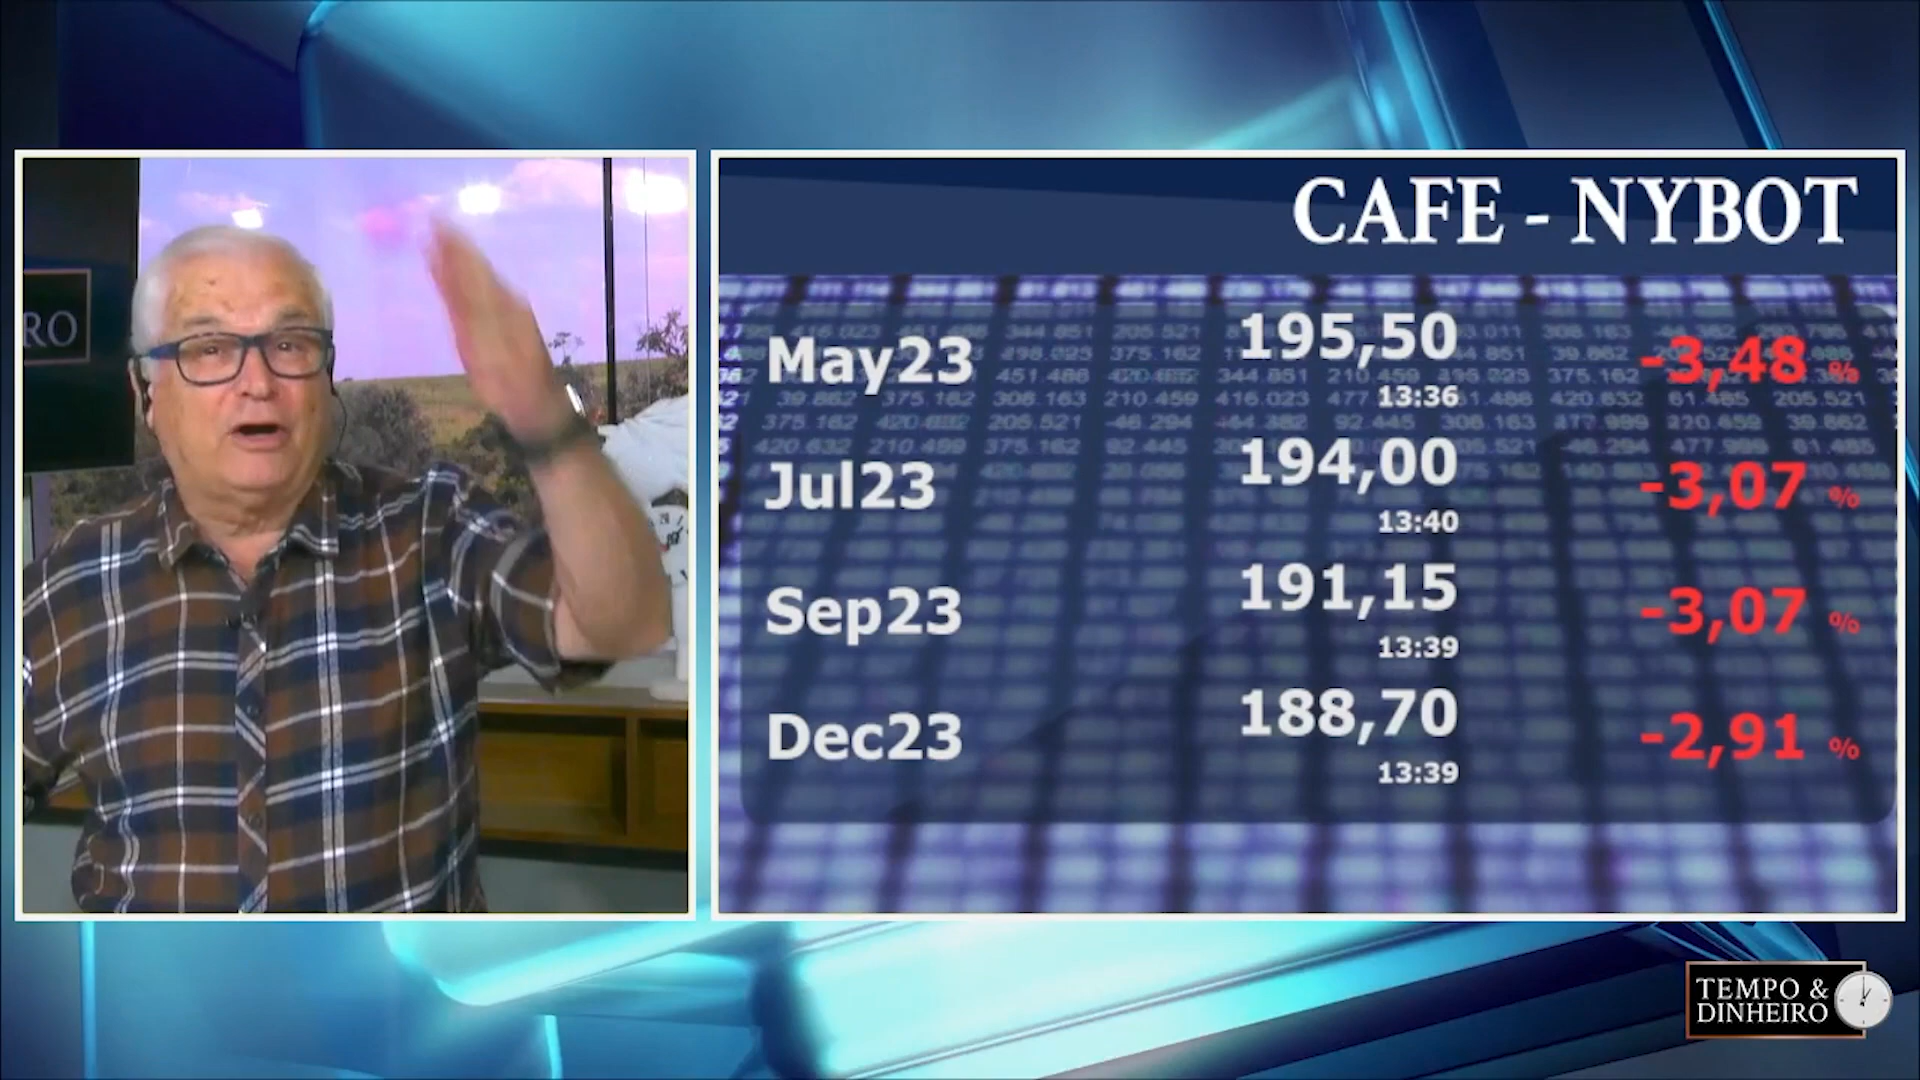 RO
CAFE - NYBOT
May23 195,50 -3,48 %
13:36
Jul23 194,00 -3,07 %
13:40
Sep23 191,15 -3,07 %
13:39
Dec23 188,70 -2,91 %
13:39
TEMPO &
DINHEIRO